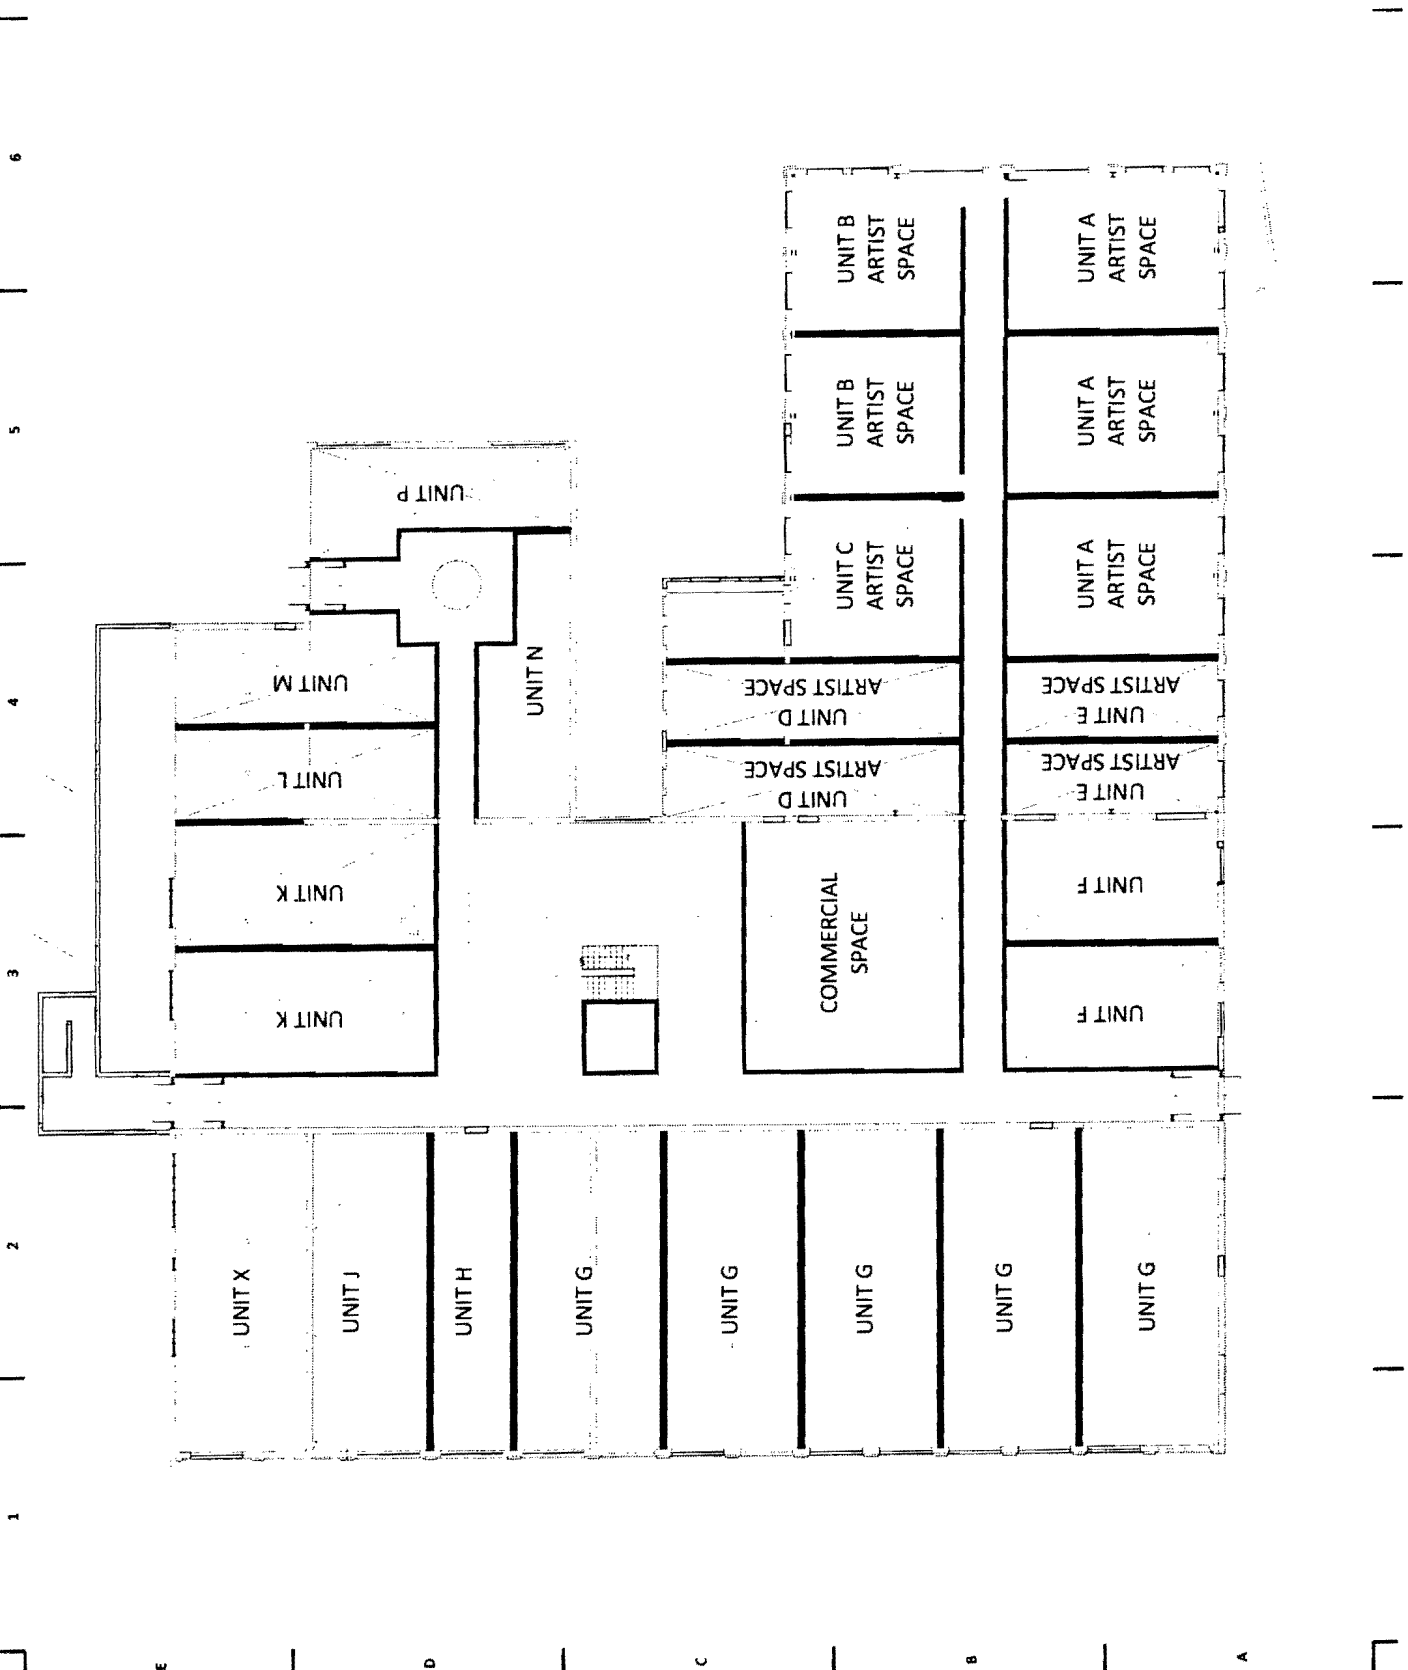 6
5
4
3
2
1
E
D
C
B
A
UNIT B
ARTIST
SPACE
UNIT A
ARTIST
SPACE
UNIT B
ARTIST
SPACE
UNIT A
ARTIST
SPACE
UNIT P
UNIT C
ARTIST
SPACE
UNIT A
ARTIST
SPACE
UNIT M
UNIT N
UNIT D
ARTIST SPACE
UNIT E
ARTIST SPACE
UNIT L
UNIT D
ARTIST SPACE
UNIT E
ARTIST SPACE
UNIT K
COMMERCIAL
SPACE
UNIT F
UNIT K
UNIT F
UNIT X
UNIT J
UNIT H
UNIT G
UNIT G
UNIT G
UNIT G
UNIT G